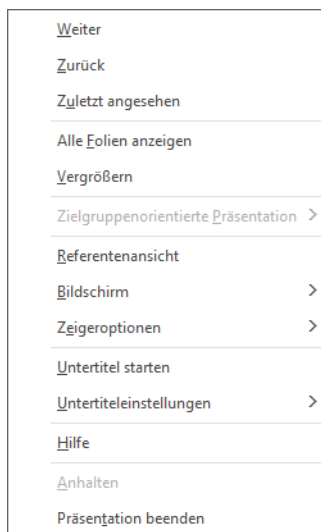 Weiter
Zurück
Zuletzt angesehen
Alle Folien anzeigen
Vergrößern
Zielgruppenorientierte Präsentation
Referentenansicht
Bildschirm
Zeigeroptionen
Untertitel starten
Untertiteleinstellungen
Hilfe
Anhalten
Präsentation beenden